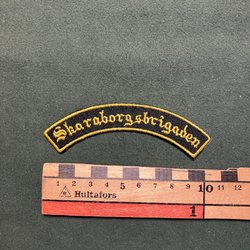 Skaraborgsbrigaden
1 2 3 4 5 6 7 8 9 10 11 12
Hultafors
1